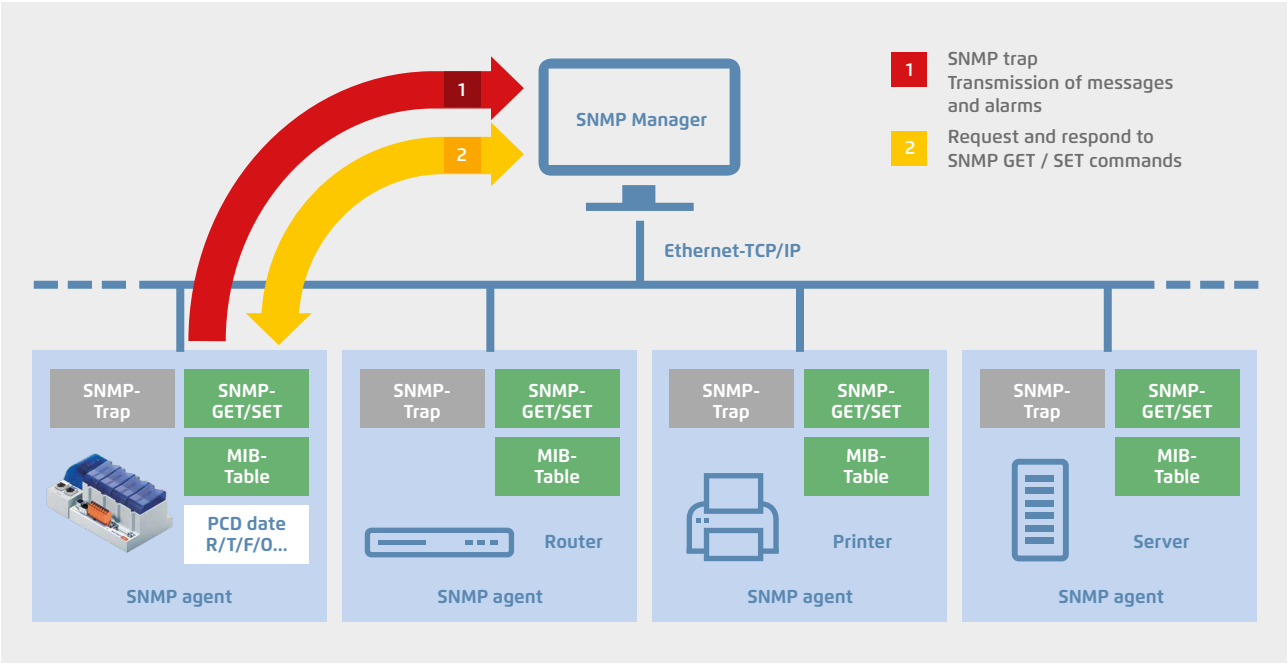 1
2
SNMP Manager
1
SNMP trap
Transmission of messages
and alarms
2
Request and respond to
SNMP GET / SET commands
Ethernet-TCP/IP
SNMP-
Trap
SNMP-
GET/SET
MIB-
Table
PCD date
R/T/F/O...
SNMP agent
SNMP-
Trap
SNMP-
GET/SET
MIB-
Table
Router
SNMP agent
SNMP-
Trap
SNMP-
GET/SET
MIB-
Table
Printer
SNMP agent
SNMP-
Trap
SNMP-
GET/SET
MIB-
Table
Server
SNMP agent